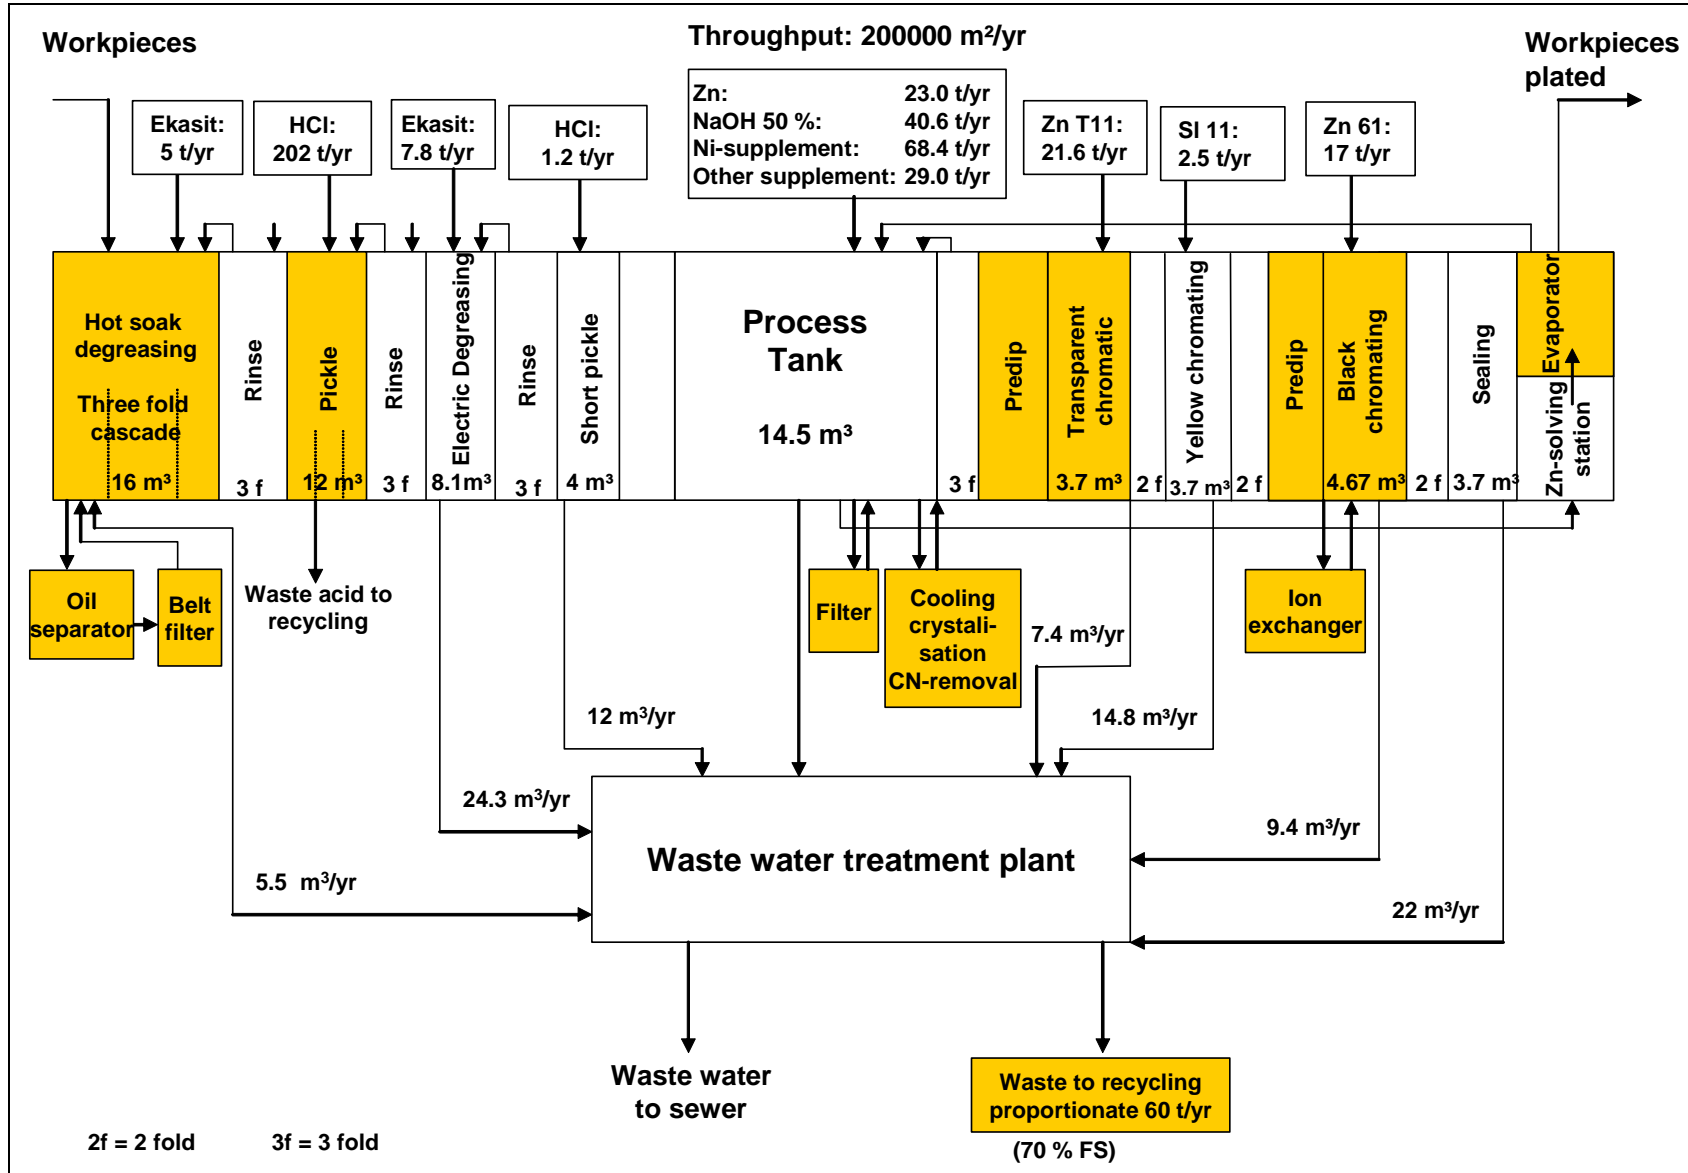 Workpieces
Throughput: 200000 m²/yr
Workpieces
plated
Ekasit:
5 t/yr
HCl:
202 t/yr
Ekasit:
7.8 t/yr
HCl:
1.2 t/yr
Zn: 23.0 t/yr
NaOH 50 %: 40.6 t/yr
Ni-supplement: 68.4 t/yr
Other supplement: 29.0 t/yr
Zn T11:
21.6 t/yr
Sl 11:
2.5 t/yr
Zn 61:
17 t/yr
Hot soak
degreasing
Three fold
cascade
16 m³
Rinse
3 f
Pickle
12 m³
Rinse
3 f
Electric Degreasing
8.1m³
Rinse
3 f
Short pickle
4 m³
Process
Tank
14.5 m³
3 f
Predip
Transparent
chromatic
3.7 m³
2 f
Yellow chromating
3.7 m³
2 f
Predip
Black
chromating
4.67 m³
2 f
Sealing
3.7 m³
Evaporator
Zn-solving
station
Oil
separator
Belt
filter
Waste acid to
recycling
Filter
Cooling
crystali-
sation
CN-removal
Ion
exchanger
7.4 m³/yr
12 m³/yr
14.8 m³/yr
24.3 m³/yr
9.4 m³/yr
5.5 m³/yr
22 m³/yr
Waste water treatment plant
Waste water
to sewer
Waste to recycling
proportionate 60 t/yr
(70 % FS)
2f = 2 fold 3f = 3 fold